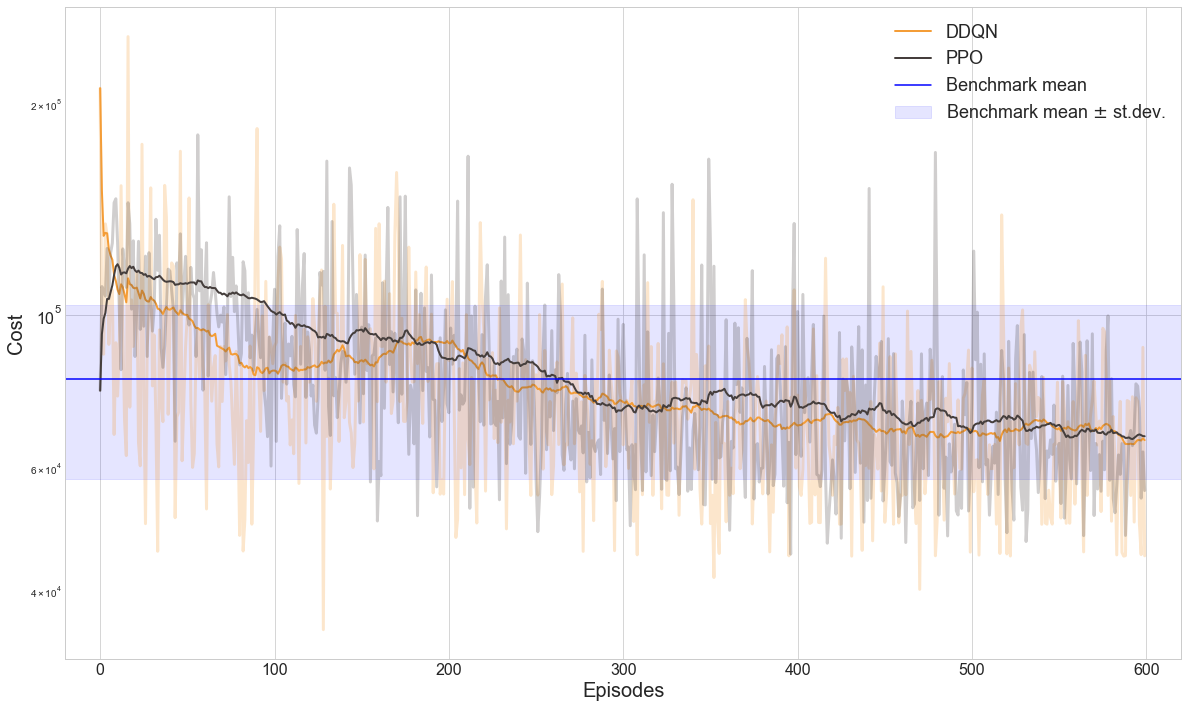 DDQN
PPO
Benchmark mean
Benchmark mean ± st.dev.
Cost
2 × 10⁵
10⁵
6 × 10⁴
4 × 10⁴
0 100 200 300 400 500 600
Episodes